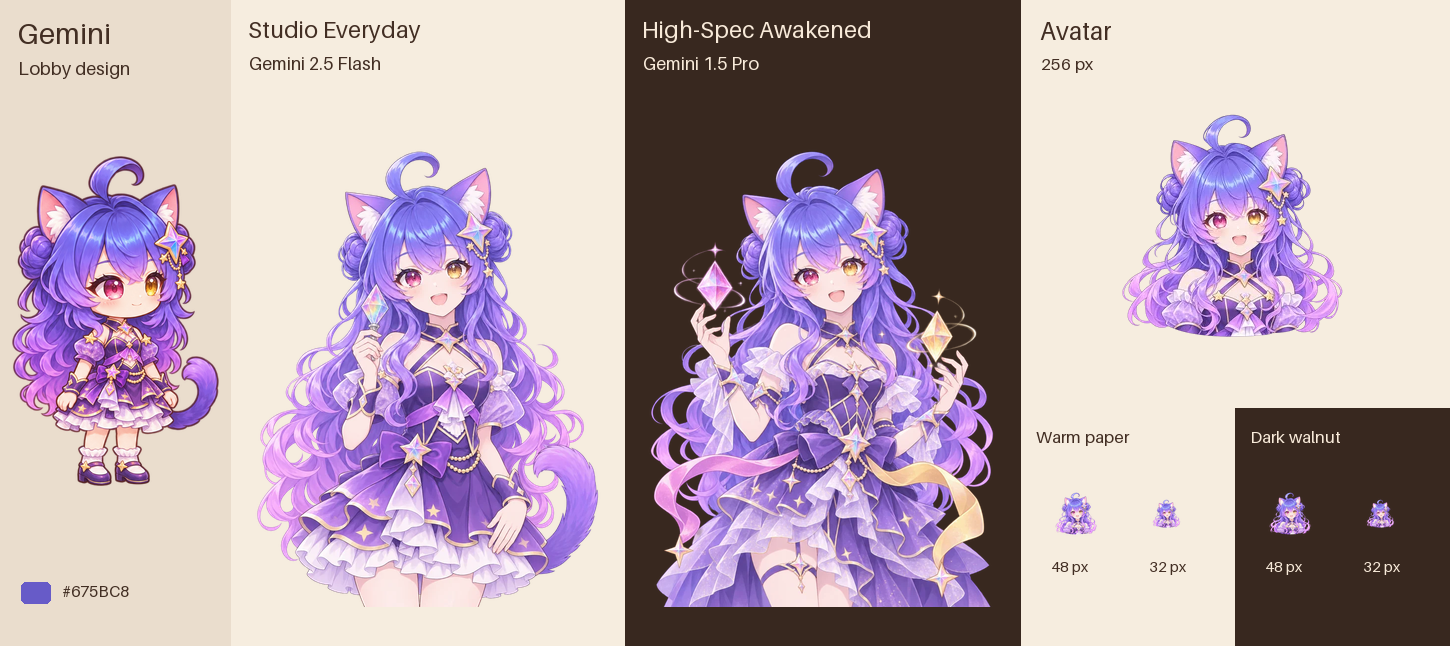 Gemini
Lobby design
#675BC8
Studio Everyday
Gemini 2.5 Flash
High-Spec Awakened
Gemini 1.5 Pro
Avatar
256 px
Warm paper
48 px
32 px
Dark walnut
48 px
32 px